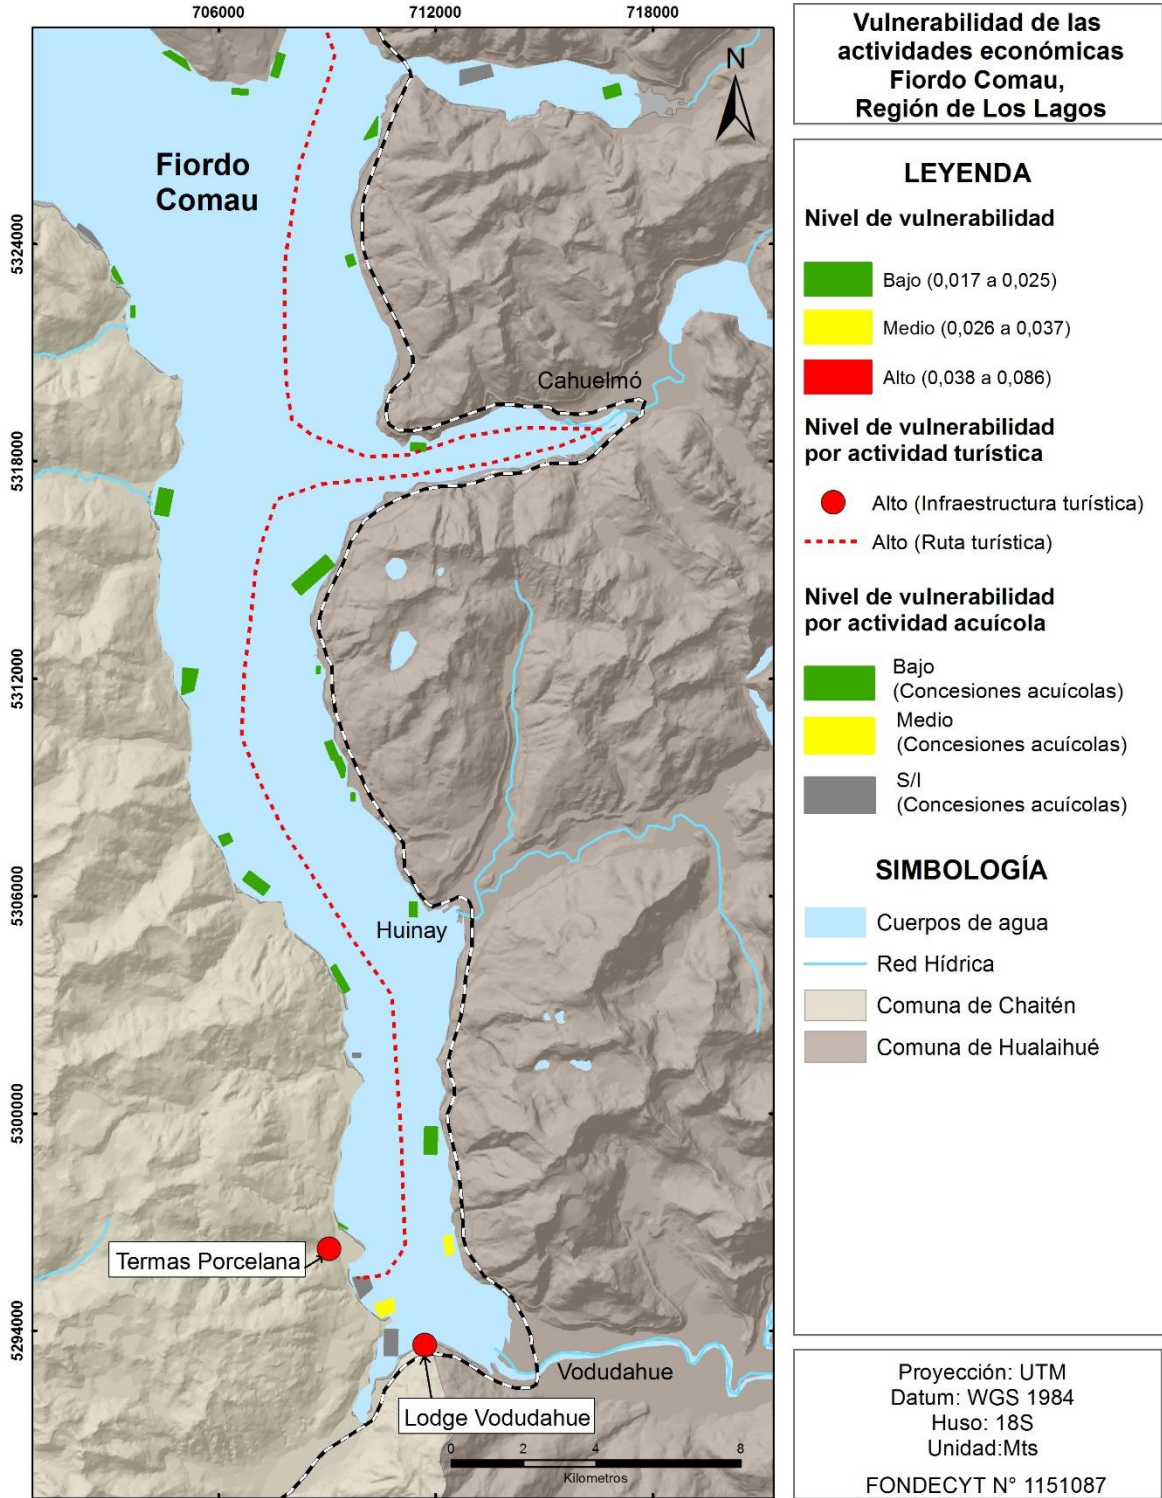 706000
712000
718000
5324000
5318000
5312000
5306000
5300000
5294000
N
Fiordo
Comau
Cahuelmó
Huinay
Termas Porcelana
Vodudahue
Lodge Vodudahue
0 2 4 8
Kilometros
Vulnerabilidad de las
actividades económicas
Fiordo Comau,
Región de Los Lagos
LEYENDA
Nivel de vulnerabilidad
Bajo (0,017 a 0,025)
Medio (0,026 a 0,037)
Alto (0,038 a 0,086)
Nivel de vulnerabilidad
por actividad turística
Alto (Infraestructura turística)
Alto (Ruta turística)
Nivel de vulnerabilidad
por actividad acuícola
Bajo
(Concesiones acuícolas)
Medio
(Concesiones acuícolas)
S/I
(Concesiones acuícolas)
SIMBOLOGÍA
Cuerpos de agua
Red Hídrica
Comuna de Chaitén
Comuna de Hualaihué
Proyección: UTM
Datum: WGS 1984
Huso: 18S
Unidad:Mts
FONDECYT N° 1151087